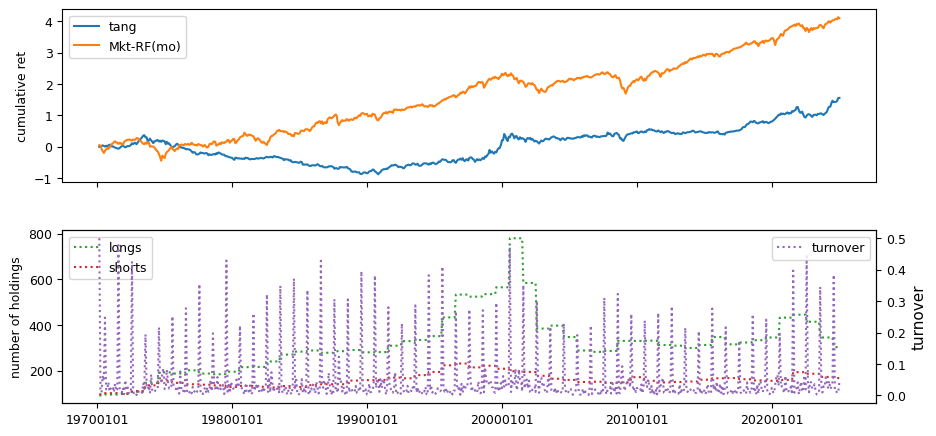 cumulative ret
4
3
2
1
0
−1
tang
Mkt-RF(mo)
number of holdings
800
600
400
200
longs
shorts
turnover
0.5
0.4
0.3
0.2
0.1
0.0
turnover
19700101 19800101 19900101 20000101 20100101 20200101